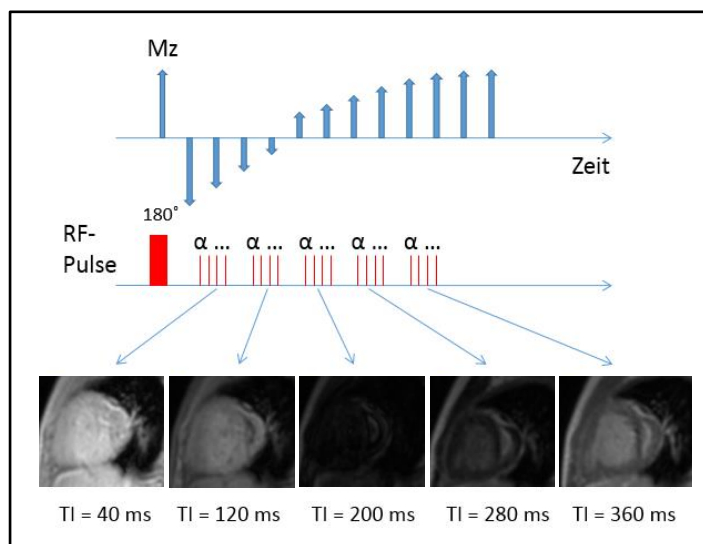 Mz
Zeit
180°
RF-
Pulse
α ... α ... α ... α ... α ...
TI = 40 ms TI = 120 ms TI = 200 ms TI = 280 ms TI = 360 ms